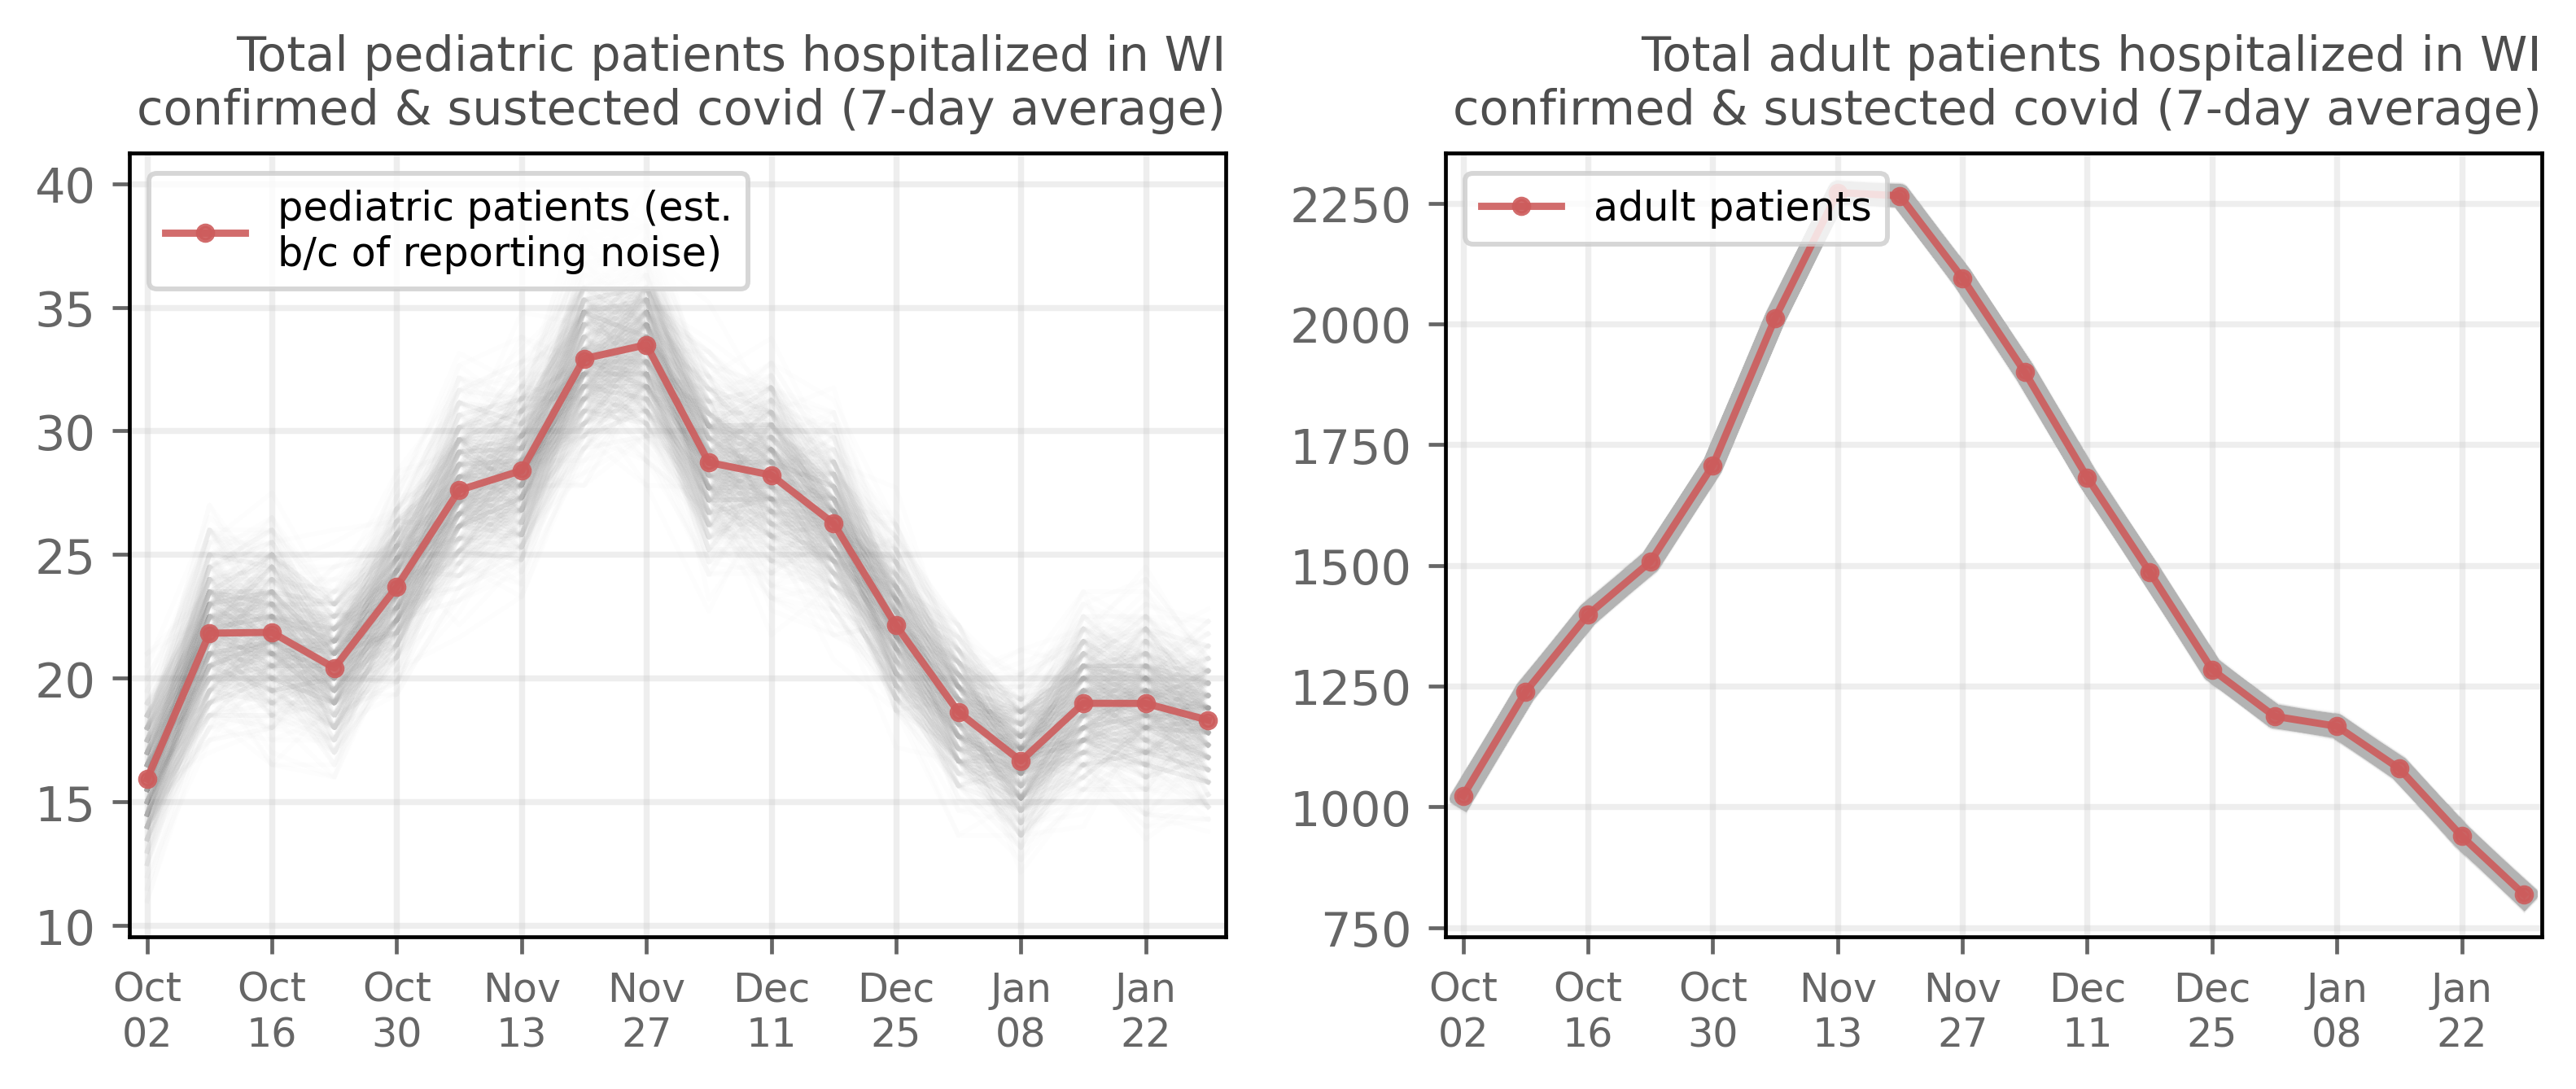 Total pediatric patients hospitalized in WI
confirmed & sustected covid (7-day average)
pediatric patients (est.
b/c of reporting noise)
40
35
30
25
20
15
10
Oct 02
Oct 16
Oct 30
Nov 13
Nov 27
Dec 11
Dec 25
Jan 08
Jan 22
Total adult patients hospitalized in WI
confirmed & sustected covid (7-day average)
adult patients
2250
2000
1750
1500
1250
1000
750
Oct 02
Oct 16
Oct 30
Nov 13
Nov 27
Dec 11
Dec 25
Jan 08
Jan 22